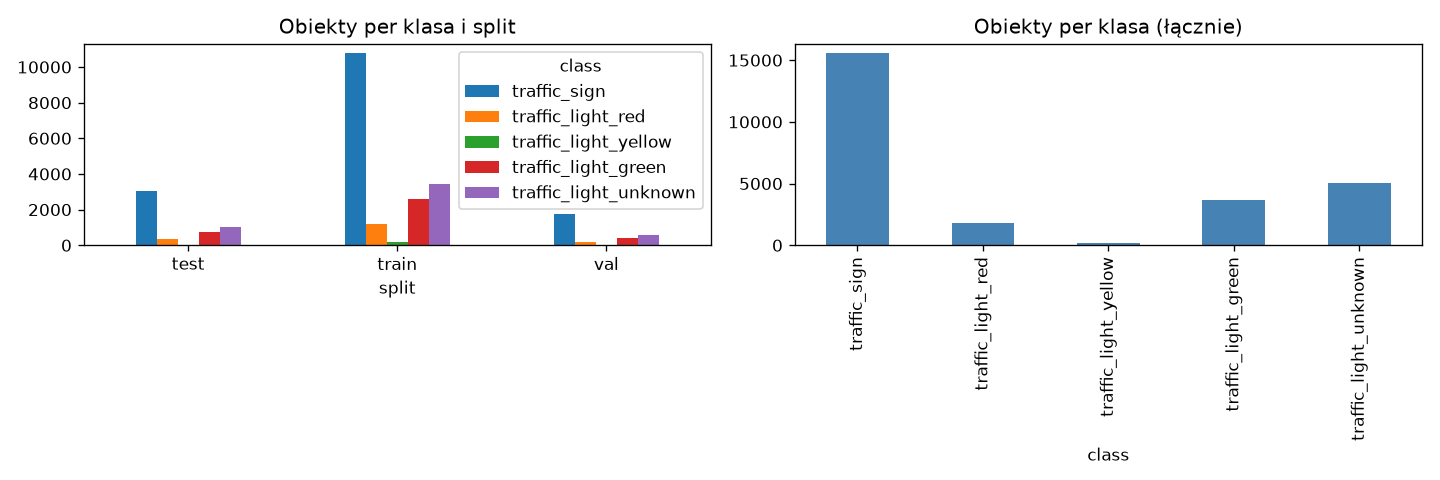 Obiekty per klasa i split
10000
8000
6000
4000
2000
0
class
traffic_sign
traffic_light_red
traffic_light_yellow
traffic_light_green
traffic_light_unknown
test
train
val
split
Obiekty per klasa (łącznie)
15000
10000
5000
0
traffic_sign
traffic_light_red
traffic_light_yellow
traffic_light_green
traffic_light_unknown
class